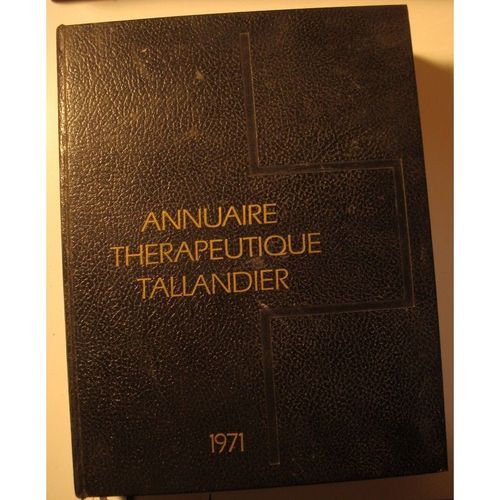 ANNUAIRE
THERAPEUTIQUE
TALLANDIER
1971